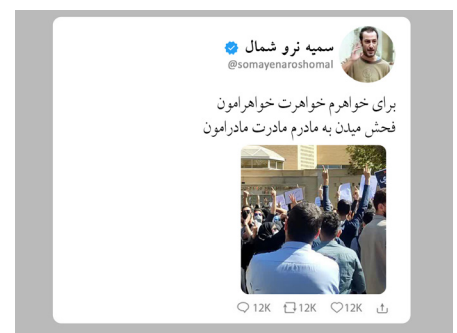 سمیه نرو شمال
@somayenaroshomal
برای خواهرم خواهرت خواهرامون
فحش میدن به مادرم مادرت مادرامون
12K 12K 12K